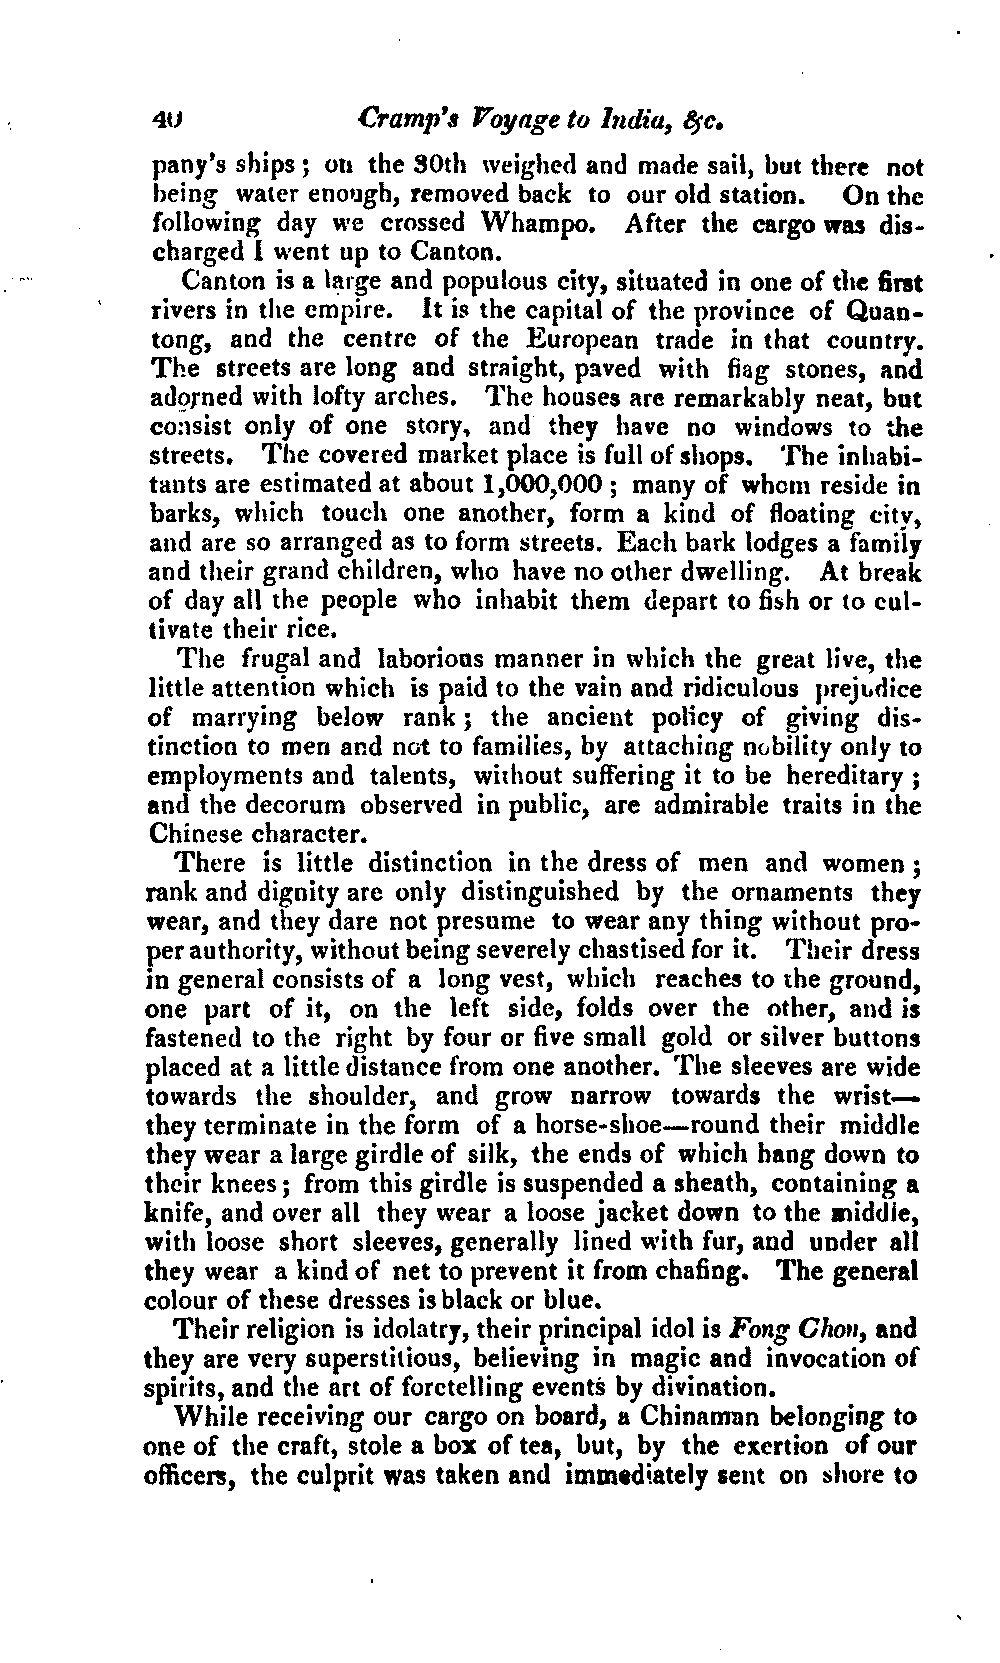 40 Cramp's Voyage to India, &c.
pany's ships; on the 30th weighed and made sail, but there not
being water enough, removed back to our old station. On the
following day we crossed Whampo. After the cargo was dis-
charged I went up to Canton.
Canton is a large and populous city, situated in one of the first
rivers in the empire. It is the capital of the province of Quan-
tong, and the centre of the European trade in that country.
The streets are long and straight, paved with flag stones, and
adorned with lofty arches. The houses are remarkably neat, but
consist only of one story, and they have no windows to the
streets. The covered market place is full of shops. The inhabi-
tants are estimated at about 1,000,000; many of whom reside in
barks, which touch one another, form a kind of floating city,
and are so arranged as to form streets. Each bark lodges a family
and their grand children, who have no other dwelling. At break
of day all the people who inhabit them depart to fish or to cul-
tivate their rice.
The frugal and laborious manner in which the great live, the
little attention which is paid to the vain and ridiculous prejudice
of marrying below rank; the ancient policy of giving dis-
tinction to men and not to families, by attaching nobility only to
employments and talents, without suffering it to be hereditary;
and the decorum observed in public, are admirable traits in the
Chinese character.
There is little distinction in the dress of men and women;
rank and dignity are only distinguished by the ornaments they
wear, and they dare not presume to wear any thing without pro-
per authority, without being severely chastised for it. Their dress
in general consists of a long vest, which reaches to the ground,
one part of it, on the left side, folds over the other, and is
fastened to the right by four or five small gold or silver buttons
placed at a little distance from one another. The sleeves are wide
towards the shoulder, and grow narrow towards the wrist—
they terminate in the form of a horse-shoe—round their middle
they wear a large girdle of silk, the ends of which hang down to
their knees; from this girdle is suspended a sheath, containing a
knife, and over all they wear a loose jacket down to the middle,
with loose short sleeves, generally lined with fur, and under all
they wear a kind of net to prevent it from chafing. The general
colour of these dresses is black or blue.
Their religion is idolatry, their principal idol is Fong Chon, and
they are very superstitious, believing in magic and invocation of
spirits, and the art of foretelling events by divination.
While receiving our cargo on board, a Chinaman belonging to
one of the craft, stole a box of tea, but, by the exertion of our
officers, the culprit was taken and immediately sent on shore to